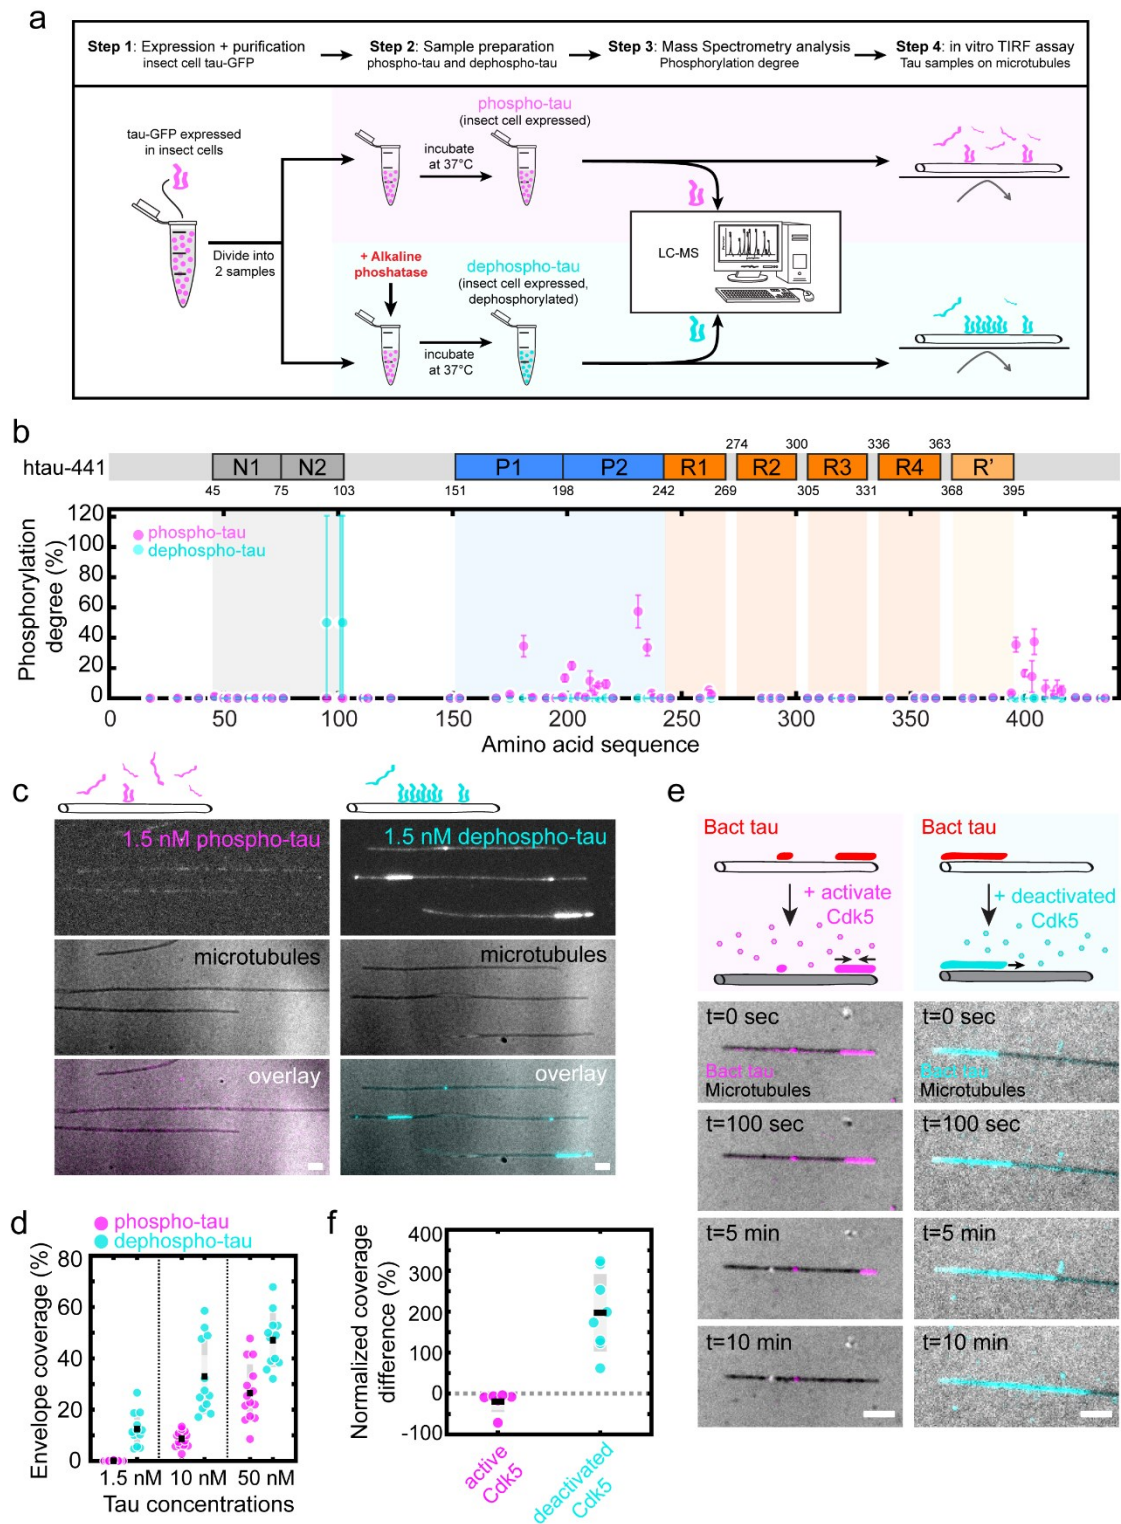 a
Step 1: Expression + purification
insect cell tau-GFP
Step 2: Sample preparation
phospho-tau and dephospho-tau
Step 3: Mass Spectrometry analysis
Phosphorylation degree
Step 4: in vitro TIRF assay
Tau samples on microtubules
tau-GFP expressed
in insect cells
Divide into
2 samples
incubate
at 37°C
phospho-tau
(insect cell expressed)
+ Alkaline
phoshatase
incubate
at 37°C
dephospho-tau
(insect cell expressed,
dephosphorylated)
LC-MS
b
htau-441
N1 N2 P1 P2 R1 R2 R3 R4 R'
274 300 336 363
45 75 103 151 198 242 269 305 331 368 395
Phosphorylation
degree (%)
120
80
60
40
20
0
phospho-tau
dephospho-tau
0 50 100 150 200 250 300 350 400
Amino acid sequence
c
1.5 nM phospho-tau
microtubules
overlay
1.5 nM dephospho-tau
microtubules
overlay
d
phospho-tau
dephospho-tau
Envelope coverage (%)
80
60
40
20
0
1.5 nM 10 nM 50 nM
Tau concentrations
e
Bact tau
+ activate
Cdk5
Bact tau
+ deactivated
Cdk5
t=0 sec
Bact tau
Microtubules
t=100 sec
t=5 min
t=10 min
t=0 sec
Bact tau
Microtubules
t=100 sec
t=5 min
t=10 min
f
Normalized coverage
difference (%)
400
300
200
100
0
-100
active
Cdk5
deactivated
Cdk5